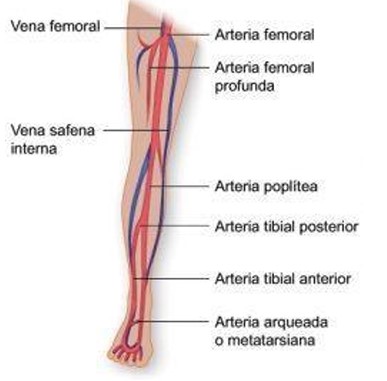 Vena femoral
Arteria femoral
Arteria femoral
profunda
Vena safena
interna
Arteria poplítea
Arteria tibial posterior
Arteria tibial anterior
Arteria arqueada
o metatarsiana